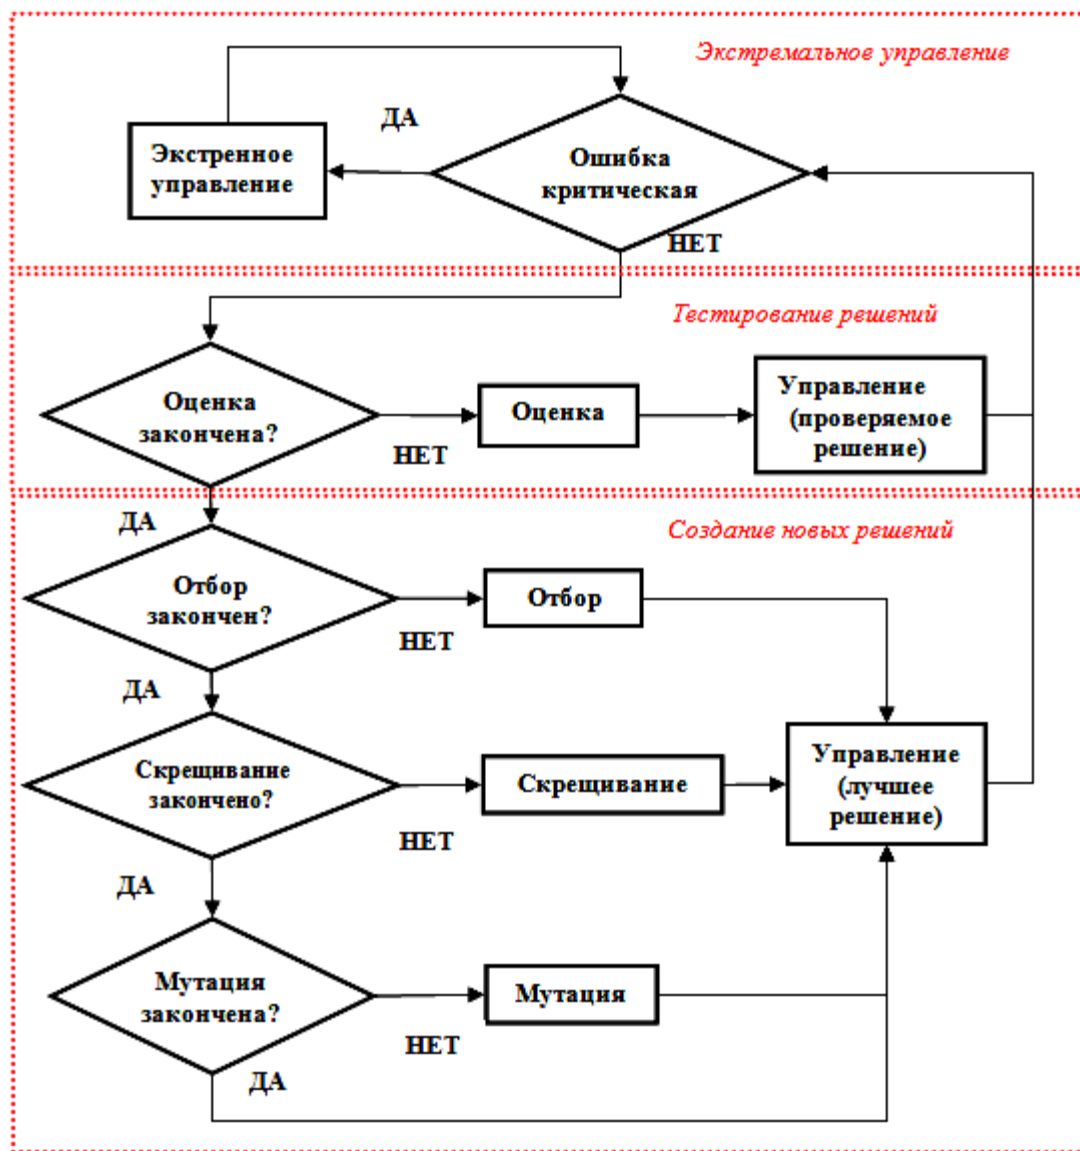 Экстремальное управление
ДА
Экстренное
управление
Ошибка
критическая
НЕТ
Тестирование решений
Оценка
закончена?
НЕТ
Оценка
Управление
(проверяемое
решение)
ДА
Создание новых решений
Отбор
закончен?
НЕТ
Отбор
ДА
Скрещивание
закончено?
НЕТ
Скрещивание
Управление
(лучшее
решение)
ДА
Мутация
закончена?
НЕТ
Мутация
ДА